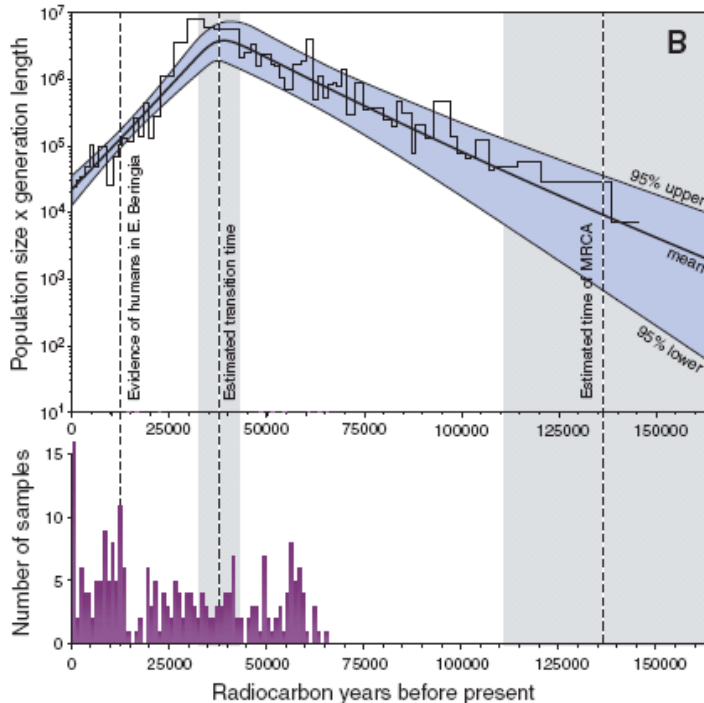 B
10⁷
10⁶
10⁵
10⁴
10³
10²
10¹
Population size x generation length
Evidence of humans in E. Beringia
Estimated transition time
Estimated time of MRCA
95% upper
mean
95% lower
0 25000 50000 75000 100000 125000 150000
15
10
5
0
Number of samples
0 25000 50000 75000 100000 125000 150000
Radiocarbon years before present